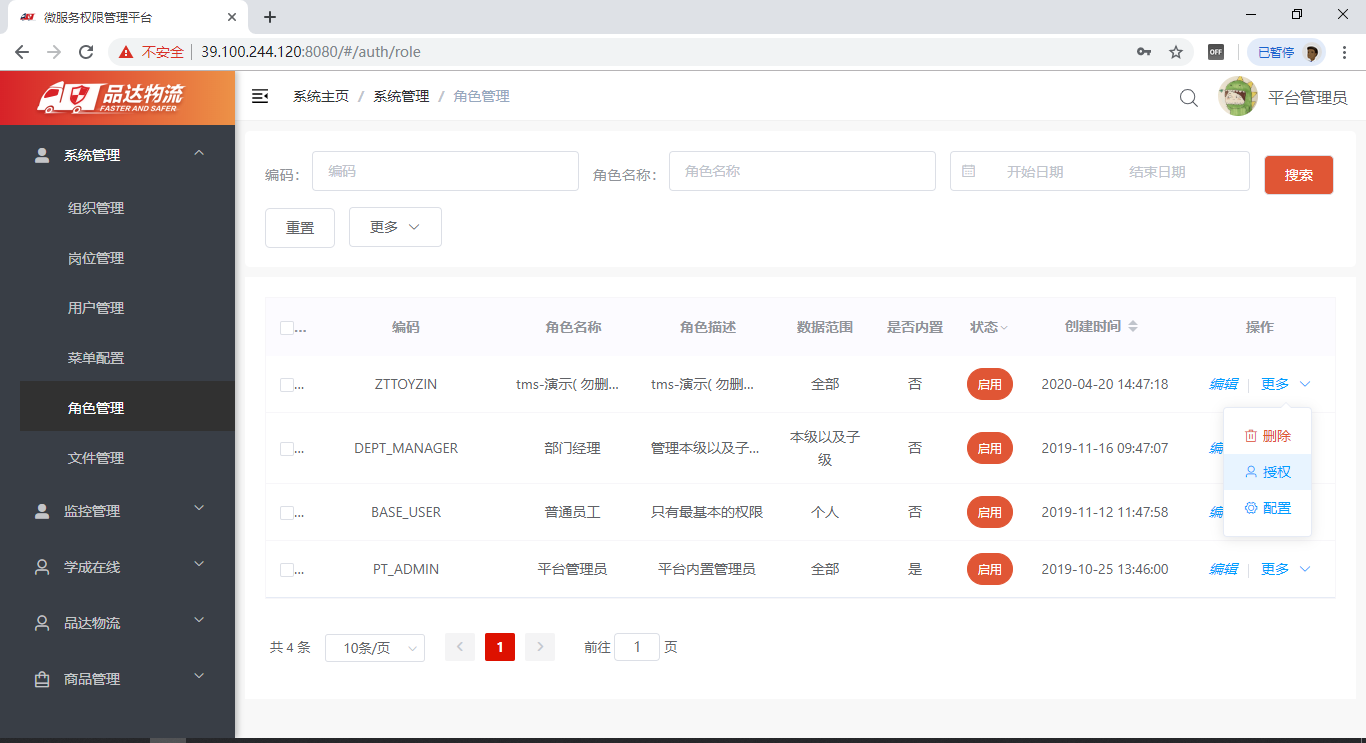 微服务权限管理平台
不安全 39.100.244.120:8080/#/auth/role
OFF
已暂停
品达物流
FASTER AND SAFER
系统主页 / 系统管理 / 角色管理
平台管理员
系统管理
组织管理
岗位管理
用户管理
菜单配置
角色管理
文件管理
监控管理
学成在线
品达物流
商品管理
编码： 编码 角色名称： 角色名称 开始日期 结束日期 搜索
重置 更多
... 编码 角色名称 角色描述 数据范围 是否内置 状态 创建时间 操作
... ZTTOYZIN tms-演示( 勿删... tms-演示( 勿删... 全部 否 启用 2020-04-20 14:47:18 编辑 更多
... DEPT_MANAGER 部门经理 管理本级以及子... 本级以及子级 否 启用 2019-11-16 09:47:07 编
... BASE_USER 普通员工 只有最基本的权限 个人 否 启用 2019-11-12 11:47:58 编
... PT_ADMIN 平台管理员 平台内置管理员 全部 是 启用 2019-10-25 13:46:00 编辑 更多
删除
授权
配置
共 4 条 10条/页 1 前往 1 页